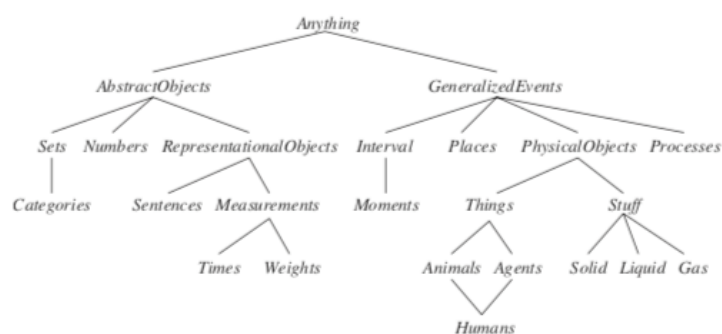 Anything
AbstractObjects GeneralizedEvents
Sets Numbers RepresentationalObjects Interval Places PhysicalObjects Processes
Categories Sentences Measurements Moments Things Stuff
Times Weights Animals Agents Solid Liquid Gas
Humans